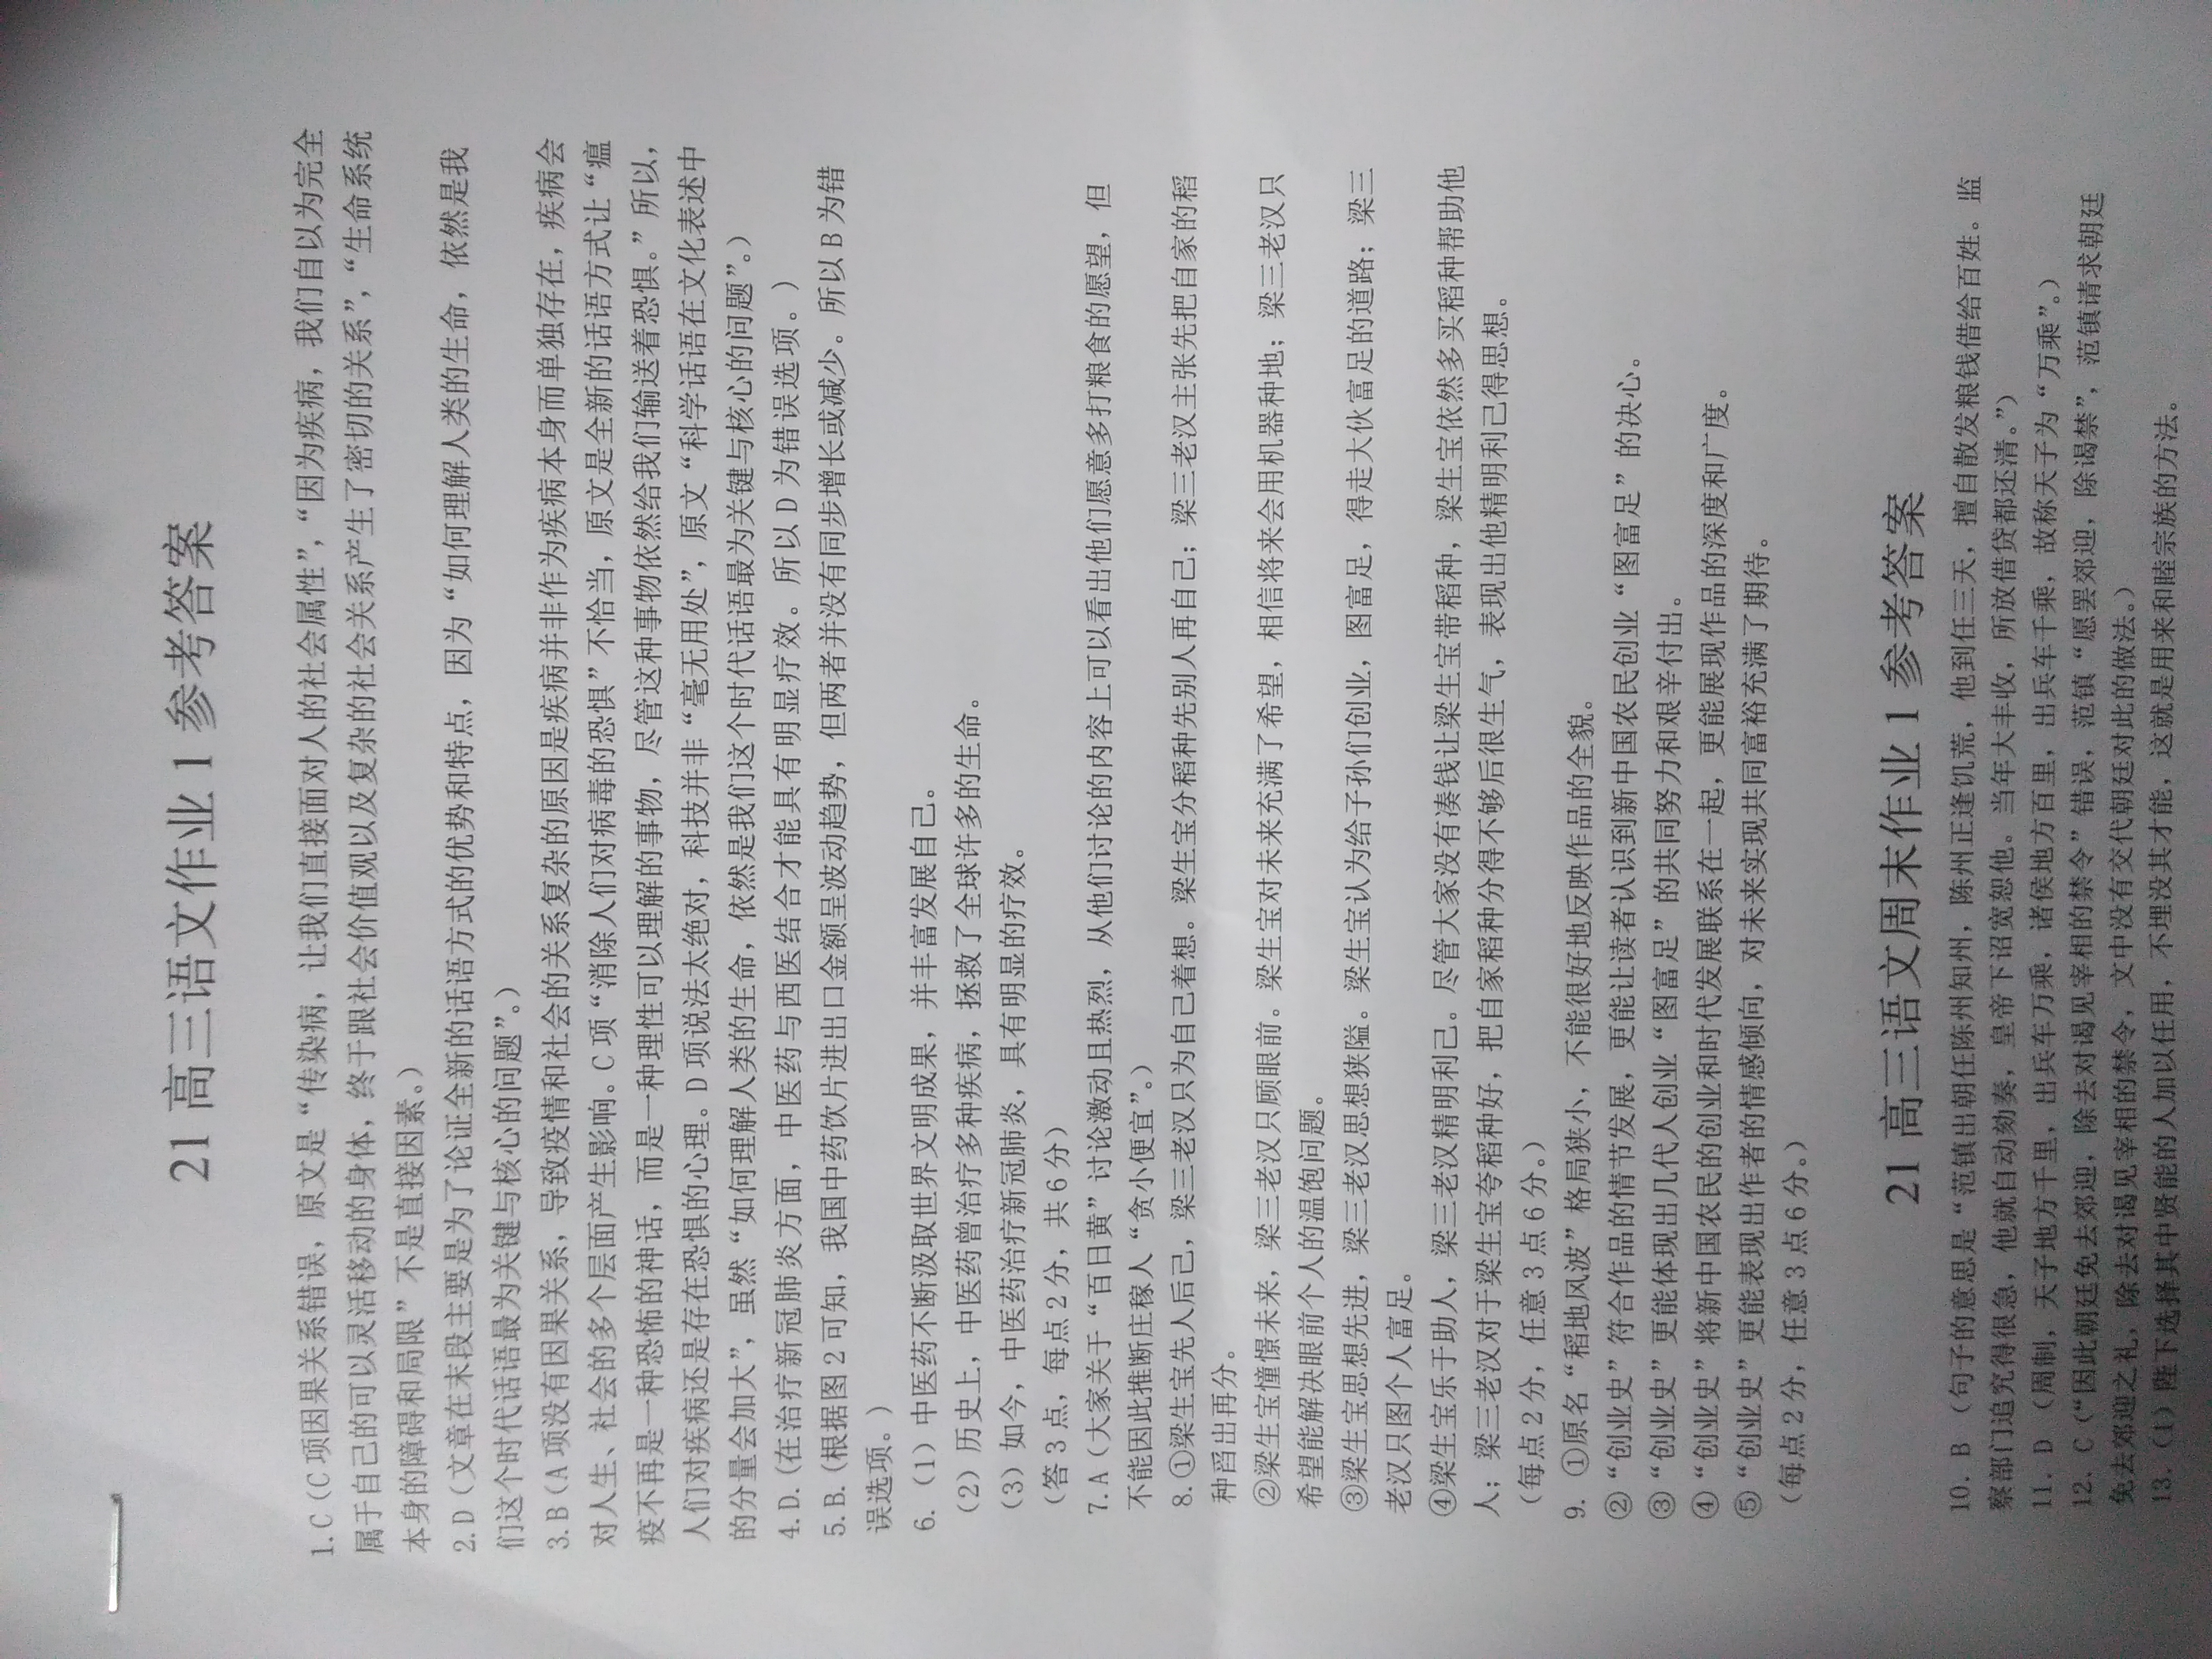 21 高三语文作业 1 参考答案
1.C（C 项因果关系错误，原文是“传染病，让我们直接面对人的社会属性”，“因为疾病，我们自以为完全
属于自己的可以灵活移动的身体，终于跟社会价值观以及复杂的社会关系产生了密切的关系”，“生命系统
本身的障碍和局限”不是直接因素。）
2.D（文章在末段主要是为了论证全新的话语方式的优势和特点，因为“如何理解人类的生命，依然是我
们这个时代话语最为关键与核心的问题”。）
3.B（A 项没有因果关系，导致疫情和社会的关系复杂的原因是疾病并非作为疾病本身而单独存在，疾病会
对人生、社会的多个层面产生影响。C 项“消除人们对病毒的恐惧”不恰当，原文是全新的话语方式让“瘟
疫不再是一种恐怖的神话，而是一种理性可以理解的事物，尽管这种事物依然给我们输送着恐惧。”所以，
人们对疾病还是存在恐惧的心理。D 项说法太绝对，科技并非“毫无用处”，原文“科学话语在文化表述中
的分量会加大”，虽然“如何理解人类的生命，依然是我们这个时代话语最为关键与核心的问题”。）
4.D.（在治疗新冠肺炎方面，中医药与西医结合才能具有明显疗效。所以 D 为错误选项。）
5.B.（根据图 2 可知，我国中药饮片进出口金额呈波动趋势，但两者并没有同步增长或减少。所以 B 为错
误选项。）
6.（1）中医药不断汲取世界文明成果，并丰富发展自己。
（2）历史上，中医药曾治疗多种疾病，拯救了全球许多的生命。
（3）如今，中医药治疗新冠肺炎，具有明显的疗效。
（答 3 点，每点 2 分，共 6 分）
7.A（大家关于“百日黄”讨论激动且热烈，从他们讨论的内容上可以看出他们愿意多打粮食的愿望，但
不能因此推断庄稼人“贪小便宜”。）
8.①梁生宝先人后己，梁三老汉只为自己着想。梁生宝分稻种先别人再自己；梁三老汉主张先把自家的稻
种舀出再分。
②梁生宝憧憬未来，梁三老汉只顾眼前。梁生宝对未来充满了希望，相信将来会用机器种地；梁三老汉只
希望能解决眼前个人的温饱问题。
③梁生宝思想先进，梁三老汉思想狭隘。梁生宝认为给子孙们创业，图富足，得走大伙富足的道路；梁三
老汉只图个人富足。
④梁生宝乐于助人，梁三老汉精明利己。尽管大家没有凑钱让梁生宝带稻种，梁生宝依然多买稻种帮助他
人；梁三老汉对于梁生宝夸稻种好，把自家稻种分得不够后很生气，表现出他精明利己得思想。
（每点 2 分，任意 3 点 6 分。）
9. ①原名“稻地风波”格局狭小，不能很好地反映作品的全貌。
②“创业史”符合作品的情节发展，更能让读者认识到新中国农民创业“图富足”的决心。
③“创业史”更能体现出几代人创业“图富足”的共同努力和艰辛付出。
④“创业史”将新中国农民的创业和时代发展联系在一起，更能展现作品的深度和广度。
⑤“创业史”更能表现出作者的情感倾向，对未来实现共同富裕充满了期待。
（每点 2 分，任意 3 点 6 分。）
21 高三语文周末作业 1 参考答案
10. B （句子的意思是“范镇出朝任陈州知州，陈州正逢饥荒，他到任三天，擅自散发粮钱借给百姓。监
察部门追究得很急，他就自动劾奏，皇帝下诏宽恕他。当年大丰收，所放借贷都还清。”）
11. D （周制，天子地方千里，出兵车万乘，诸侯地方百里，出兵车千乘，故称天子为“万乘”。）
12. C（“因此朝廷免去郊迎，除去对谒见宰相的禁令”错误，范镇“愿罢郊迎，除谒禁”，范镇请求朝廷
免去郊迎之礼，除去对谒见宰相的禁令，文中没有交代朝廷对此的做法。）
13. （1）陛下选择其中贤能的人加以任用，不埋没其才能，这就是用来和睦宗族的方法。